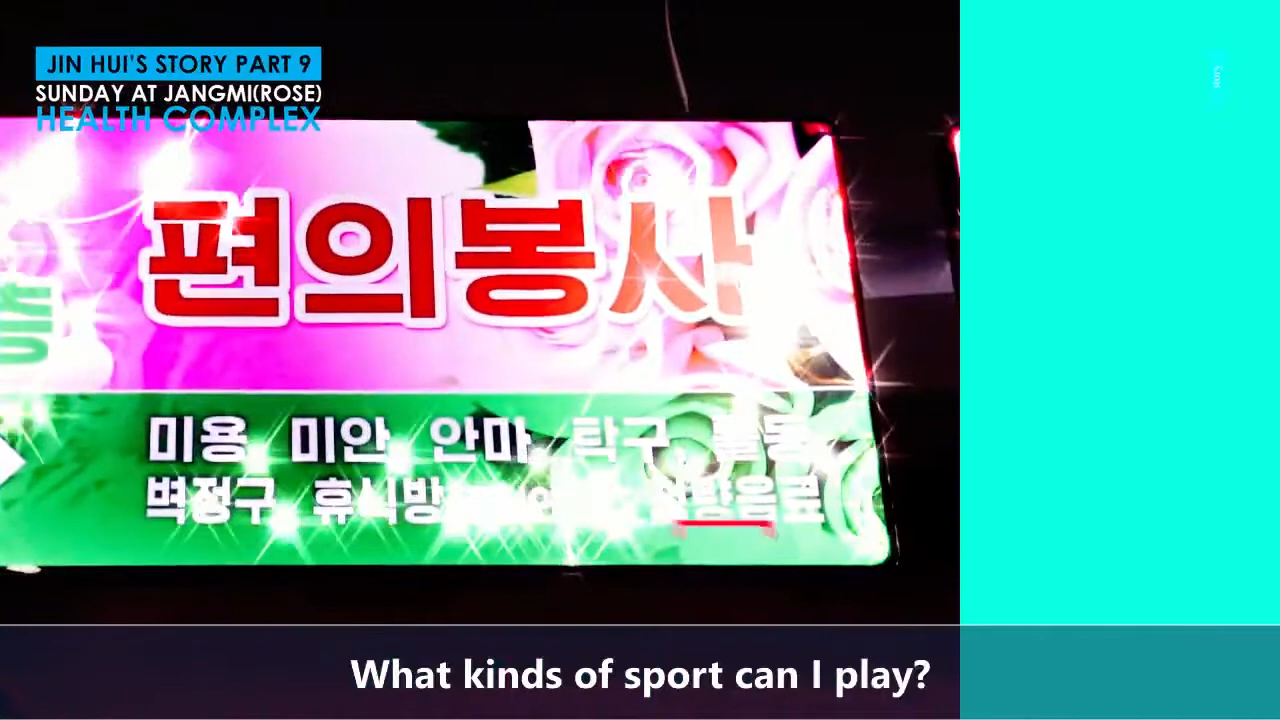 JIN HUI'S STORY PART 9
SUNDAY AT JANGMI(ROSE)
HEALTH COMPLEX
편의봉사
미용 미안 안마 탁구
벽정구 휴식방
What kinds of sport can I play?